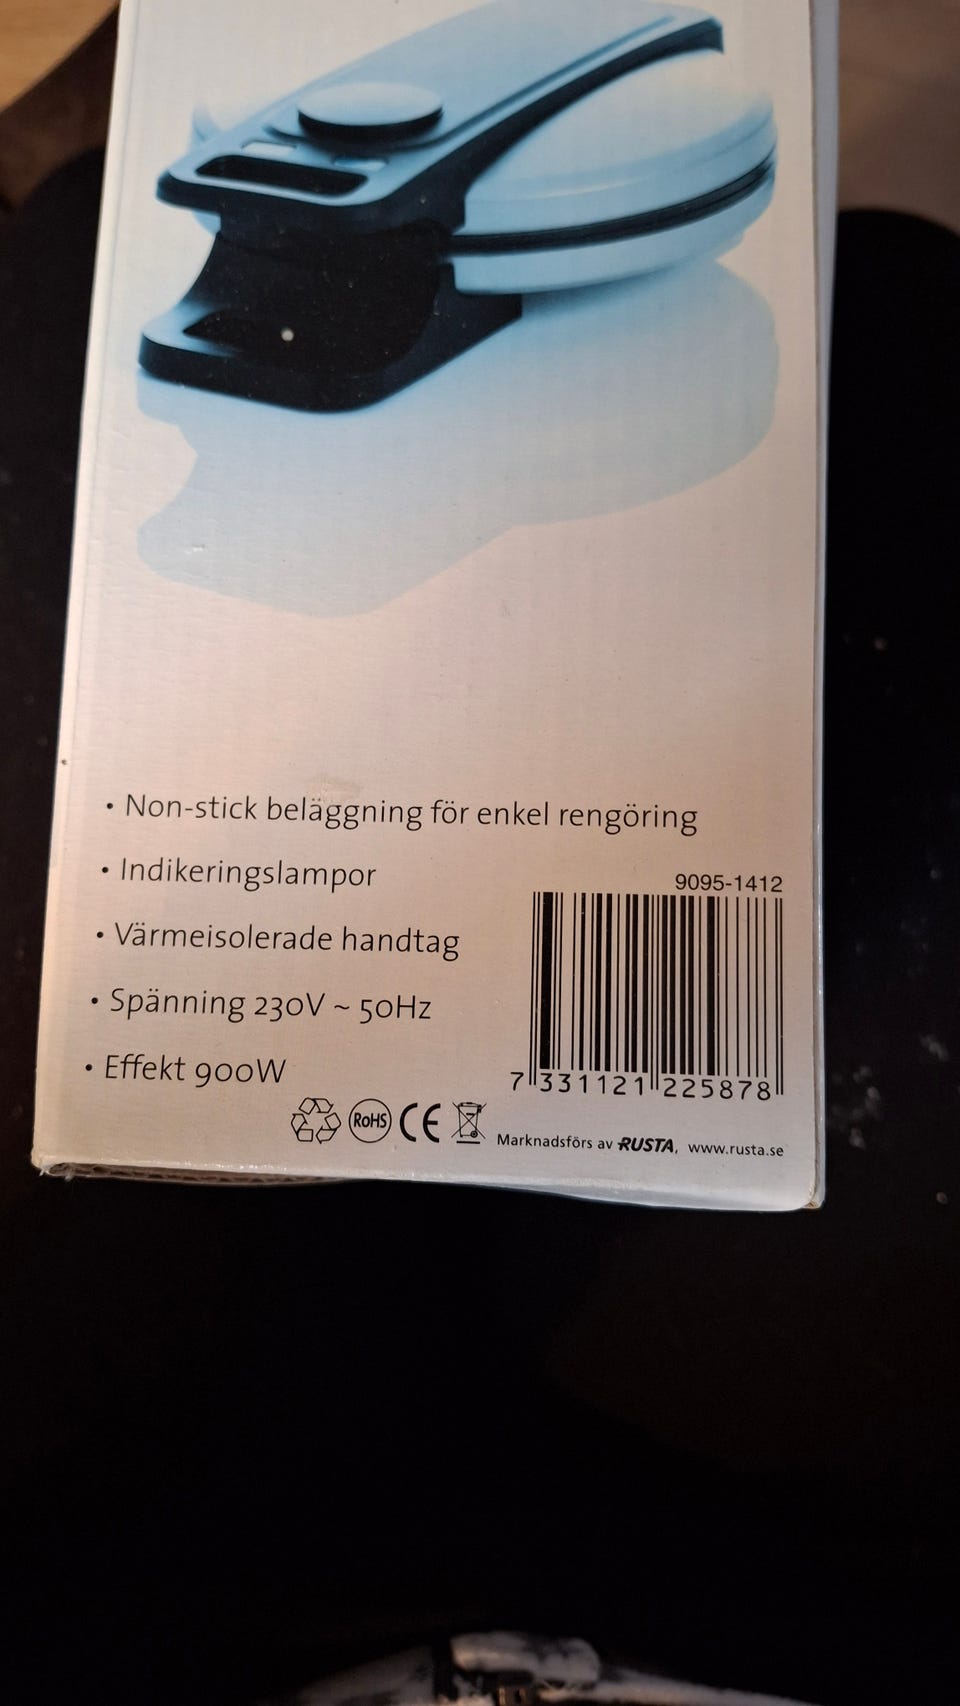 • Non-stick beläggning för enkel rengöring
• Indikeringslampor
• Värmeisolerade handtag
• Spänning 230V ~ 50Hz
• Effekt 900W
9095-1412
7 331121 225878
RoHS CE
Marknadsförs av RUSTA, www.rusta.se